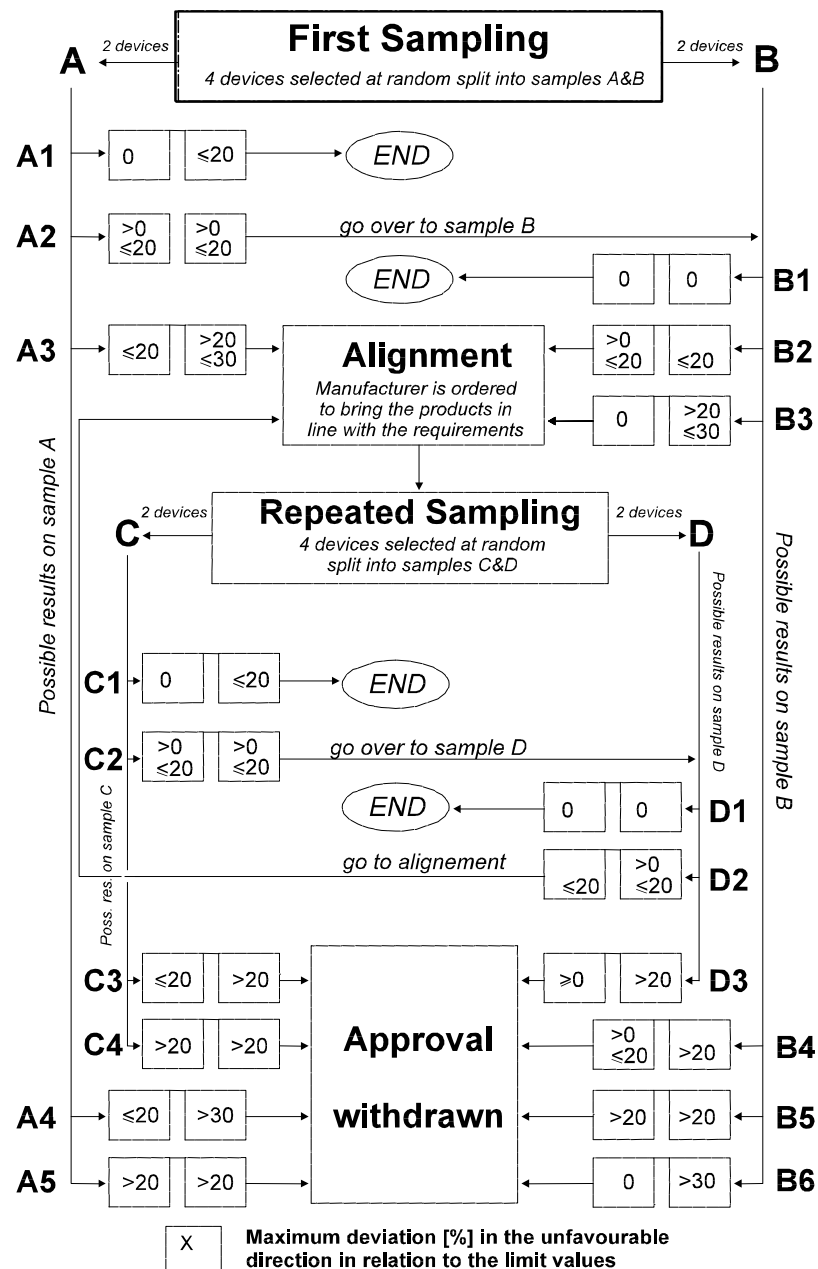 First Sampling
4 devices selected at random split into samples A&B
A 2 devices
2 devices B
A1 0 ≤20 END
A2 >0 ≤20 >0 ≤20 go over to sample B
END 0 0 B1
A3 ≤20 >20 ≤30
Alignment
Manufacturer is ordered
to bring the products in
line with the requirements
>0 ≤20 ≤20 B2
0 >20 ≤30 B3
Possible results on sample A
Repeated Sampling
4 devices selected at random
split into samples C&D
C 2 devices
2 devices D
Possible results on sample D
Possible results on sample B
C1 0 ≤20 END
C2 >0 ≤20 >0 ≤20 go over to sample D
END 0 0 D1
go to alignement ≤20 >0 ≤20 D2
Poss. res. on sample C
C3 ≤20 >20
≥0 >20 D3
C4 >20 >20
Approval
withdrawn
>0 ≤20 >20 B4
A4 ≤20 >30
>20 >20 B5
A5 >20 >20
0 >30 B6
X Maximum deviation [%] in the unfavourable
direction in relation to the limit values